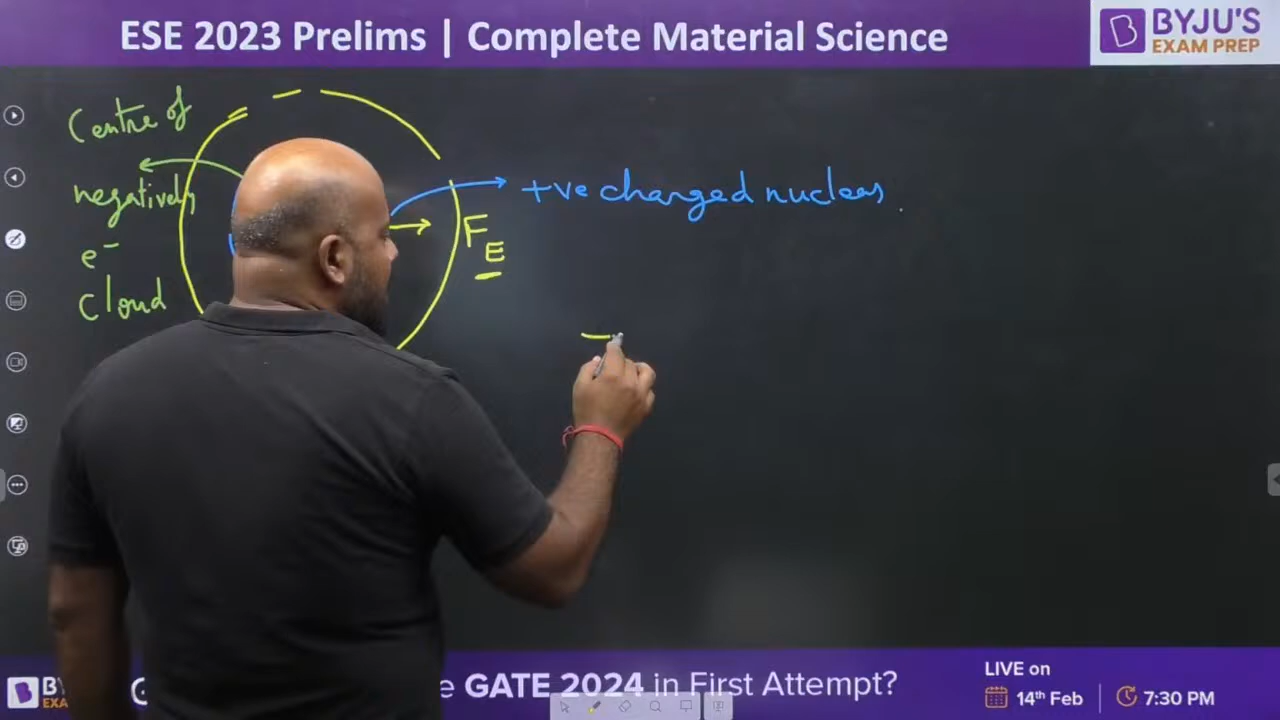 ESE 2023 Prelims | Complete Material Science
BYJU'S
EXAM PREP
Centre of
negatively
e⁻
cloud
+ve charged nucleus
F_E
GATE 2024 in First Attempt?
LIVE on
14th Feb
7:30 PM